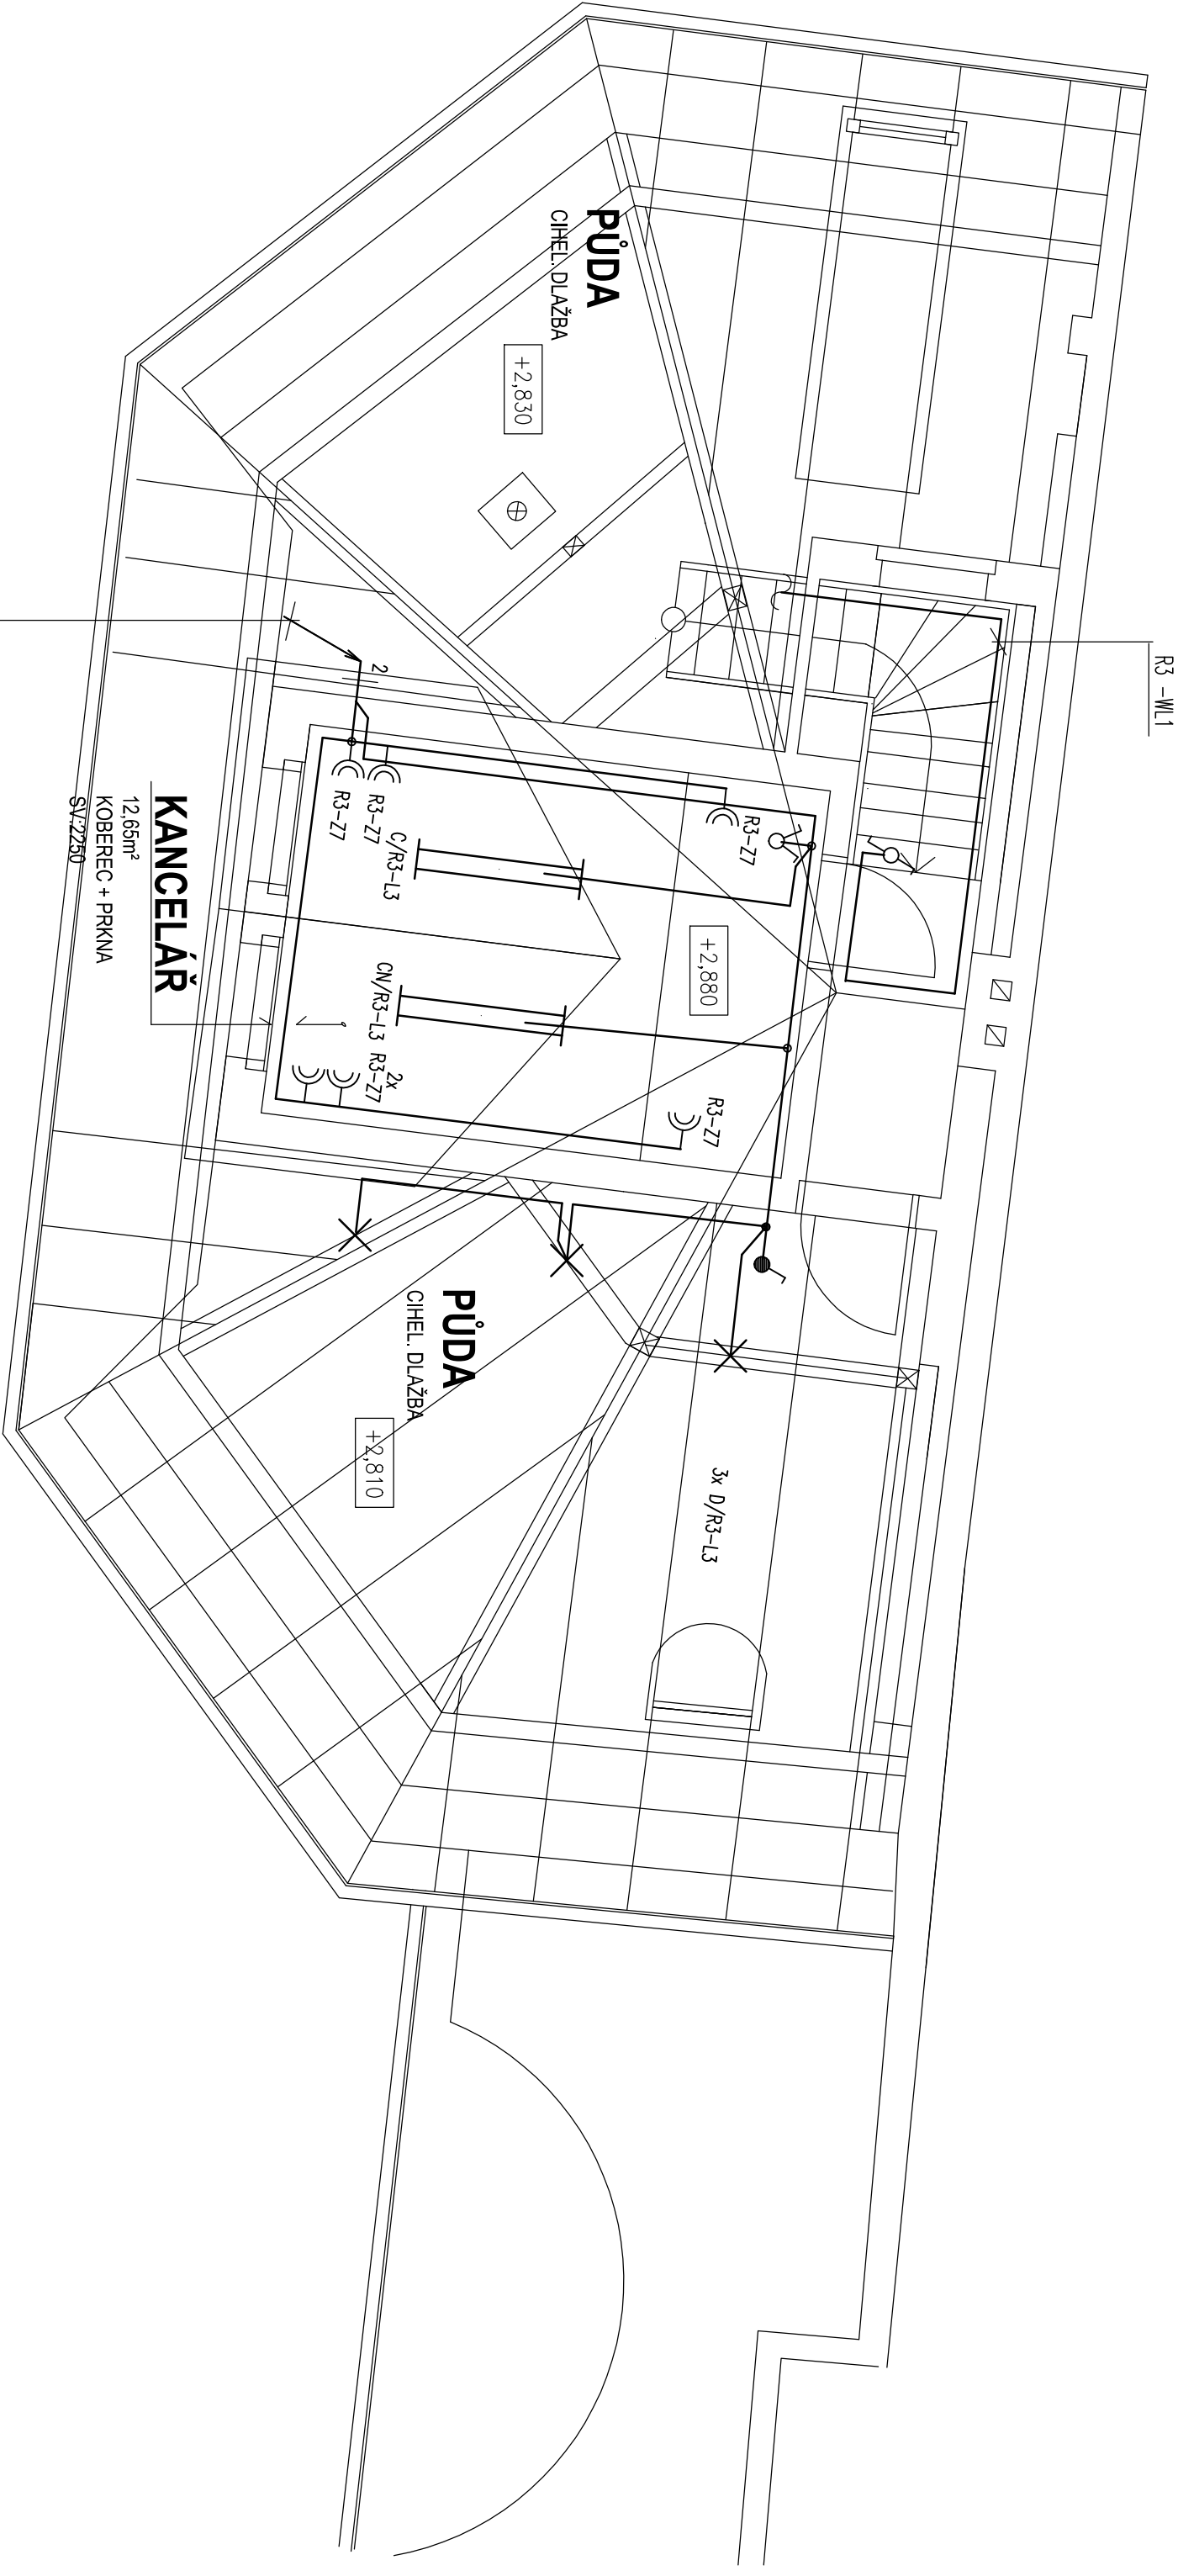 R3 -WL1
PŮDA
CIHEL. DLAŽBA
+2,830
2
R3-Z7
R3-Z7
R3-Z7
C/R3-L3
+2,880
KANCELÁŘ
12,65m²
KOBEREC + PRKNA
SV:2250
CN/R3-L3
2x
R3-Z7
R3-Z7
PŮDA
CIHEL. DLAŽBA
+2,810
3x D/R3-L3